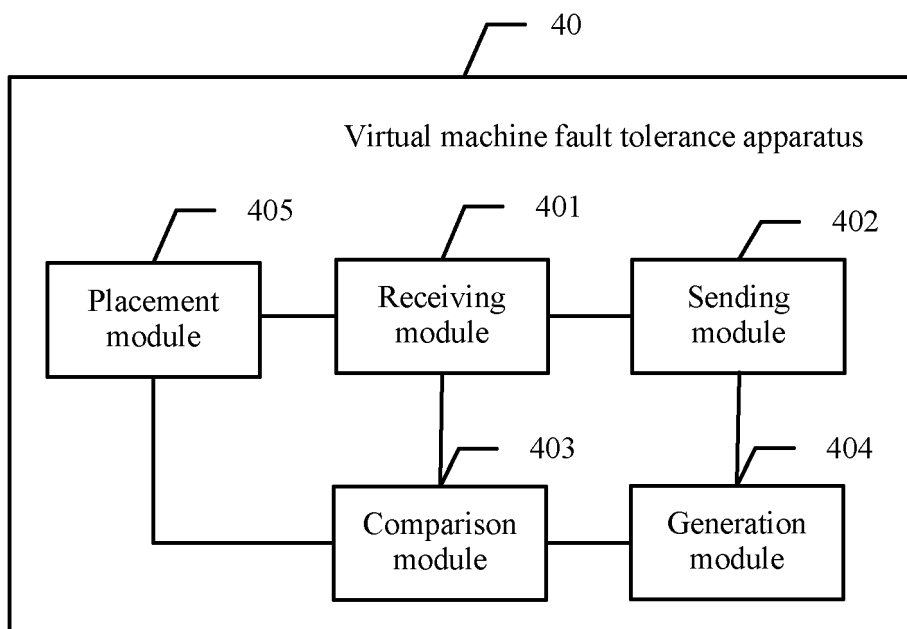 40
Virtual machine fault tolerance apparatus
405
401
402
Placement
module
Receiving
module
Sending
module
403
404
Comparison
module
Generation
module